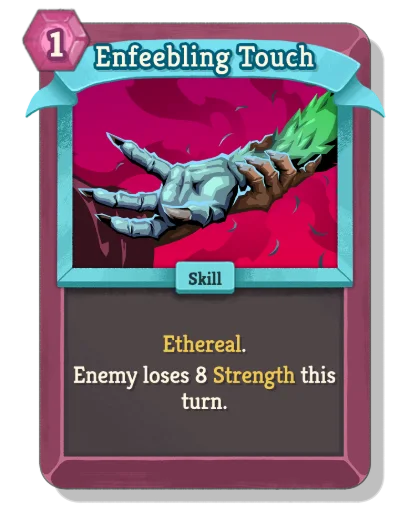 1
Enfeebling Touch
Skill
Ethereal.
Enemy loses 8 Strength this
turn.